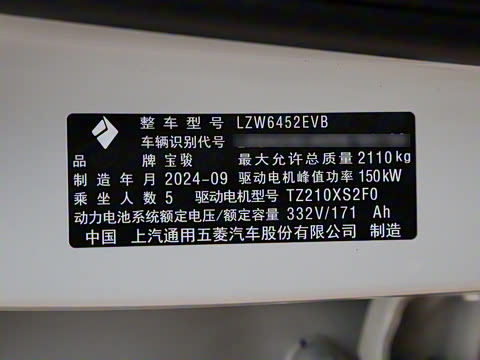 整车型号 LZW6452EVB
车辆识别代号
品牌 宝骏 最大允许总质量 2110kg
制造年月 2024-09 驱动电机峰值功率 150kW
乘坐人数 5 驱动电机型号 TZ210XS2F0
动力电池系统额定电压/额定容量 332V/171 Ah
中国 上汽通用五菱汽车股份有限公司 制造